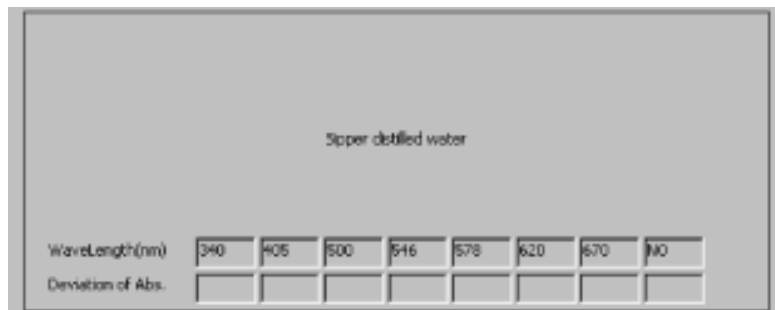 Sipper distilled water
WaveLength(nm) 340 405 500 546 578 620 670 NO
Deviation of Abs.